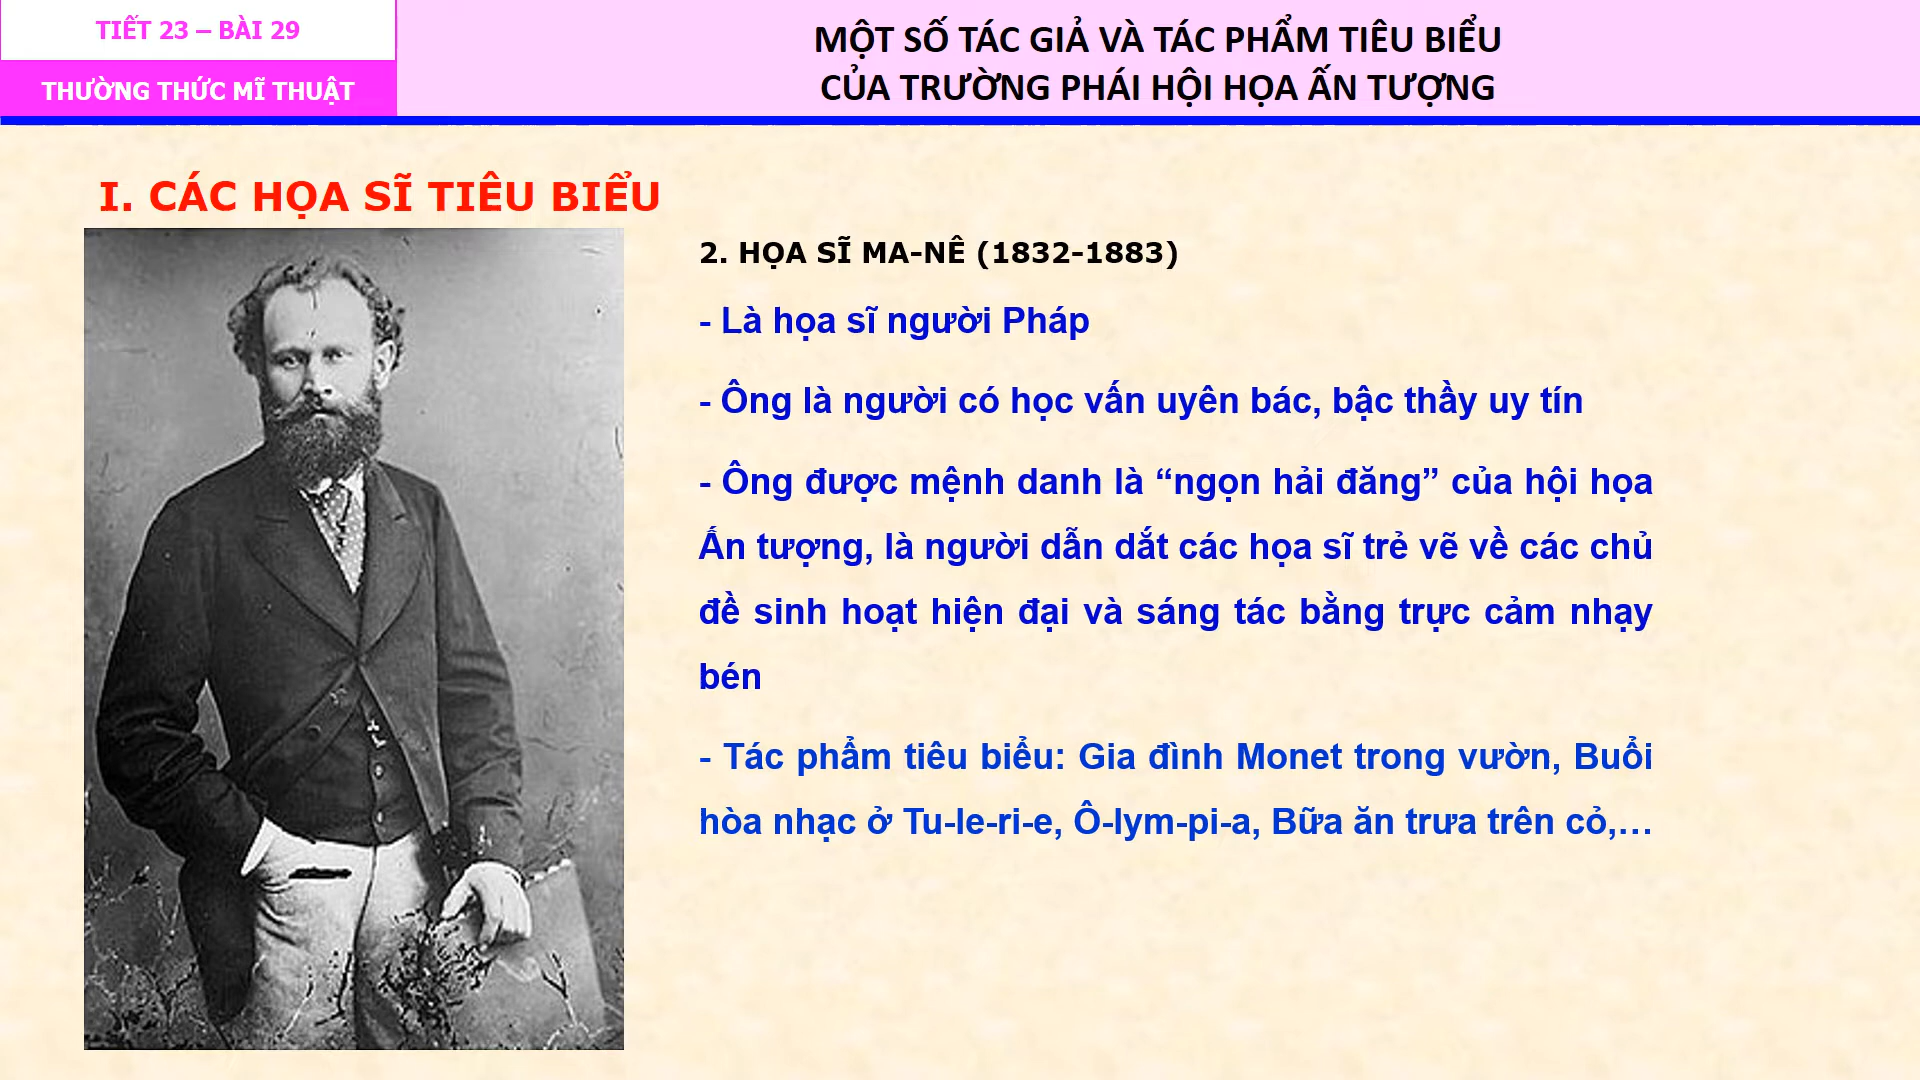 TIẾT 23 – BÀI 29
THƯỜNG THỨC MĨ THUẬT
MỘT SỐ TÁC GIẢ VÀ TÁC PHẨM TIÊU BIỂU
CỦA TRƯỜNG PHÁI HỘI HỌA ẤN TƯỢNG
I. CÁC HỌA SĨ TIÊU BIỂU
2. HỌA SĨ MA-NÊ (1832-1883)
- Là họa sĩ người Pháp
- Ông là người có học vấn uyên bác, bậc thầy uy tín
- Ông được mệnh danh là “ngọn hải đăng” của hội họa
Ấn tượng, là người dẫn dắt các họa sĩ trẻ vẽ về các chủ
đề sinh hoạt hiện đại và sáng tác bằng trực cảm nhạy
bén
- Tác phẩm tiêu biểu: Gia đình Monet trong vườn, Buổi
hòa nhạc ở Tu-le-ri-e, Ô-lym-pi-a, Bữa ăn trưa trên cỏ,…